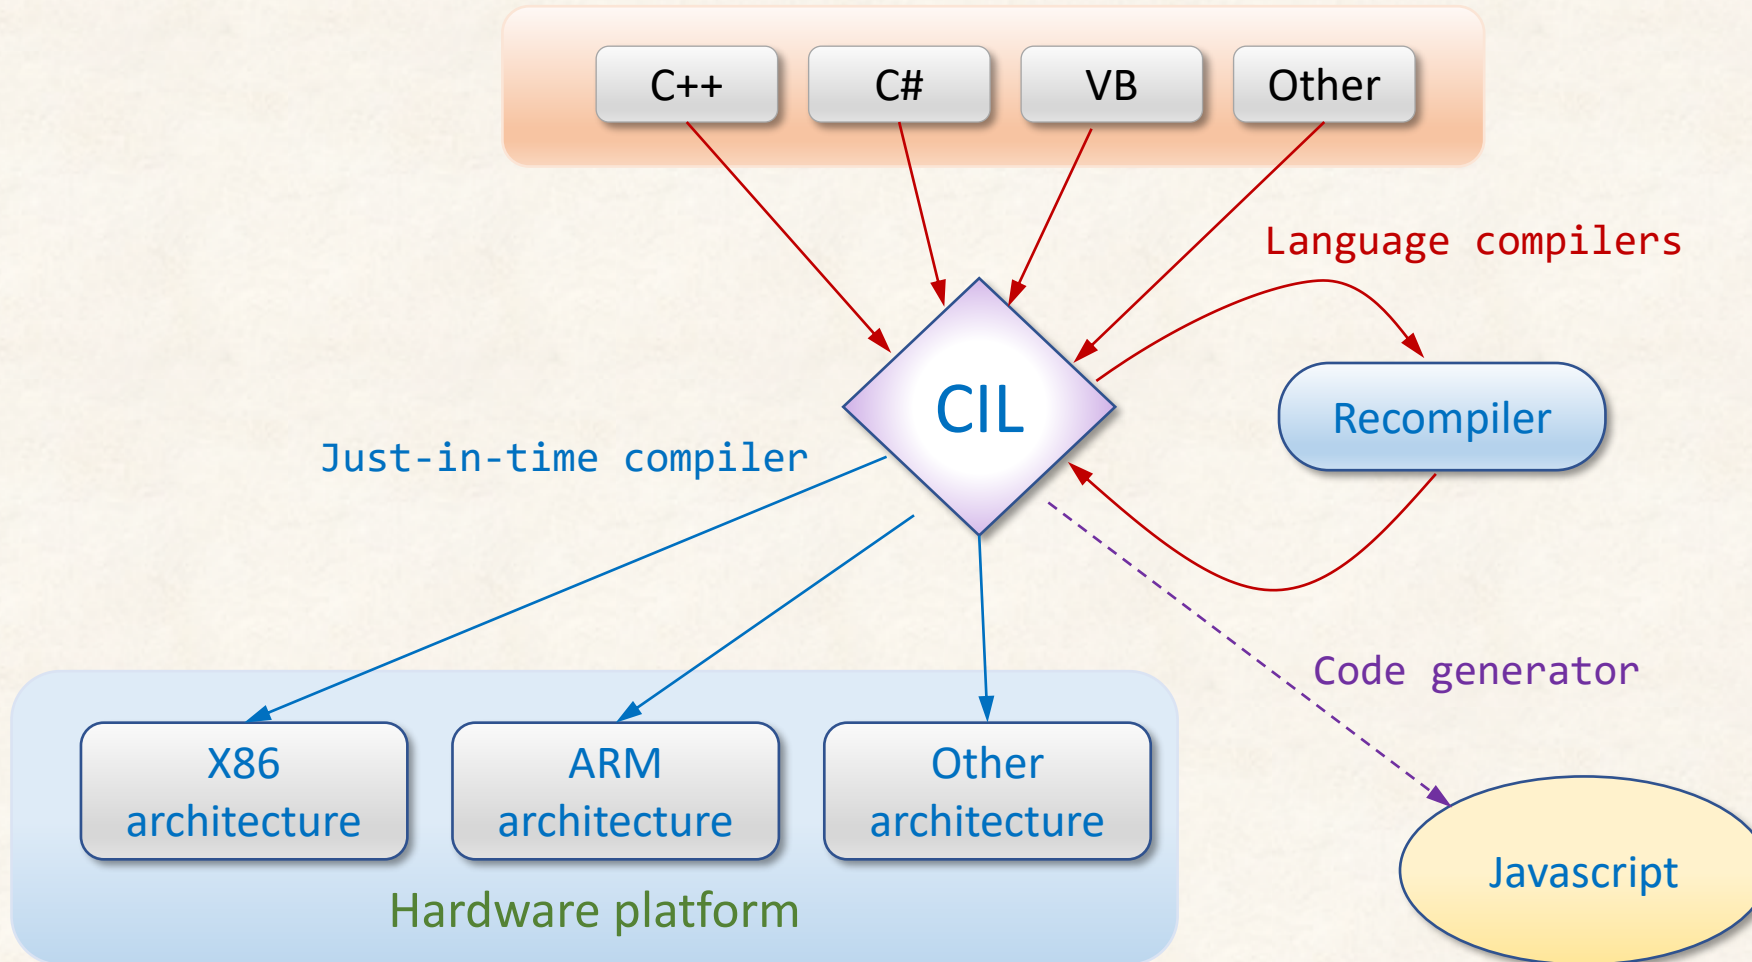 C++
C#
VB
Other
Language compilers
CIL
Recompiler
Just-in-time compiler
Code generator
X86
architecture
ARM
architecture
Other
architecture
Hardware platform
Javascript